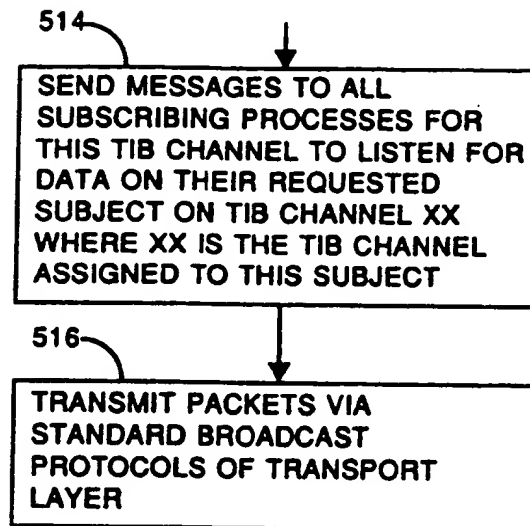 514
SEND MESSAGES TO ALL
SUBSCRIBING PROCESSES FOR
THIS TIB CHANNEL TO LISTEN FOR
DATA ON THEIR REQUESTED
SUBJECT ON TIB CHANNEL XX
WHERE XX IS THE TIB CHANNEL
ASSIGNED TO THIS SUBJECT
516
TRANSMIT PACKETS VIA
STANDARD BROADCAST
PROTOCOLS OF TRANSPORT
LAYER